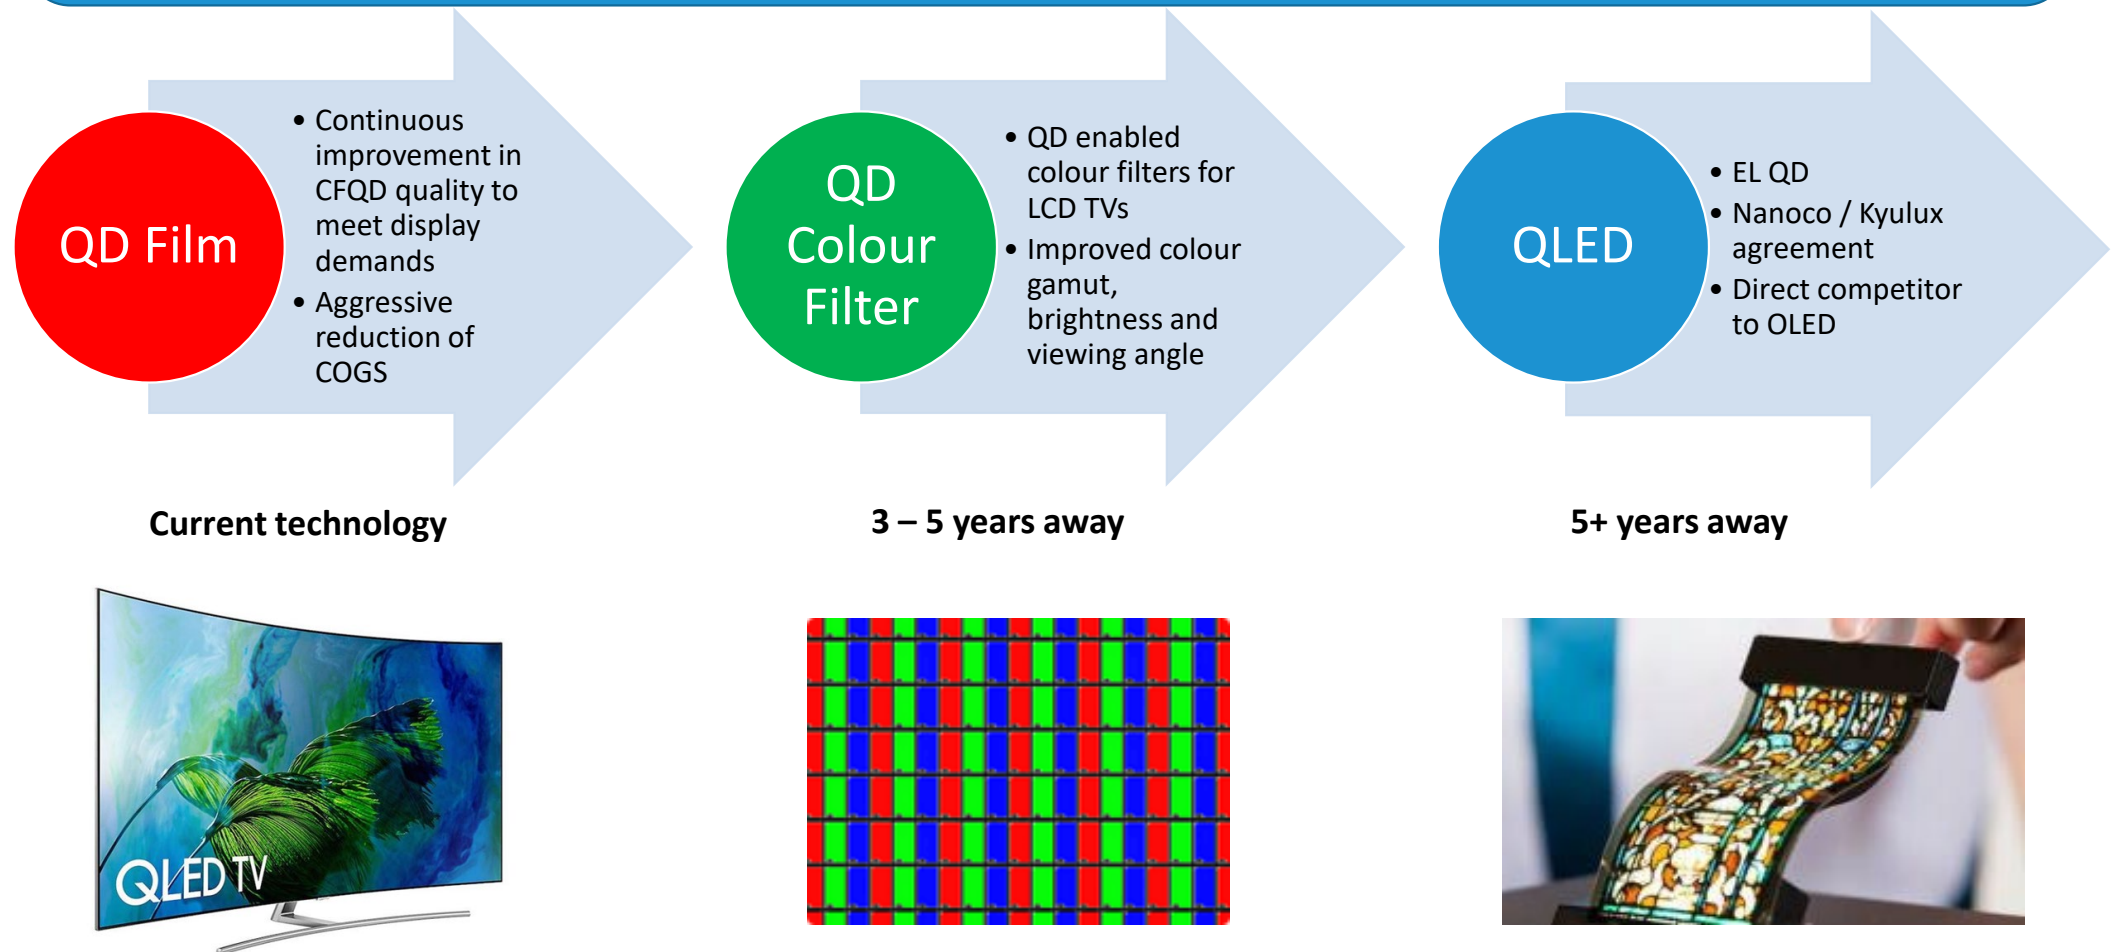 QD Film
• Continuous
improvement in
CFQD quality to
meet display
demands
• Aggressive
reduction of
COGS
Current technology
QLED TV
QD
Colour
Filter
• QD enabled
colour filters for
LCD TVs
• Improved colour
gamut,
brightness and
viewing angle
3 – 5 years away
QLED
• EL QD
• Nanoco / Kyulux
agreement
• Direct competitor
to OLED
5+ years away